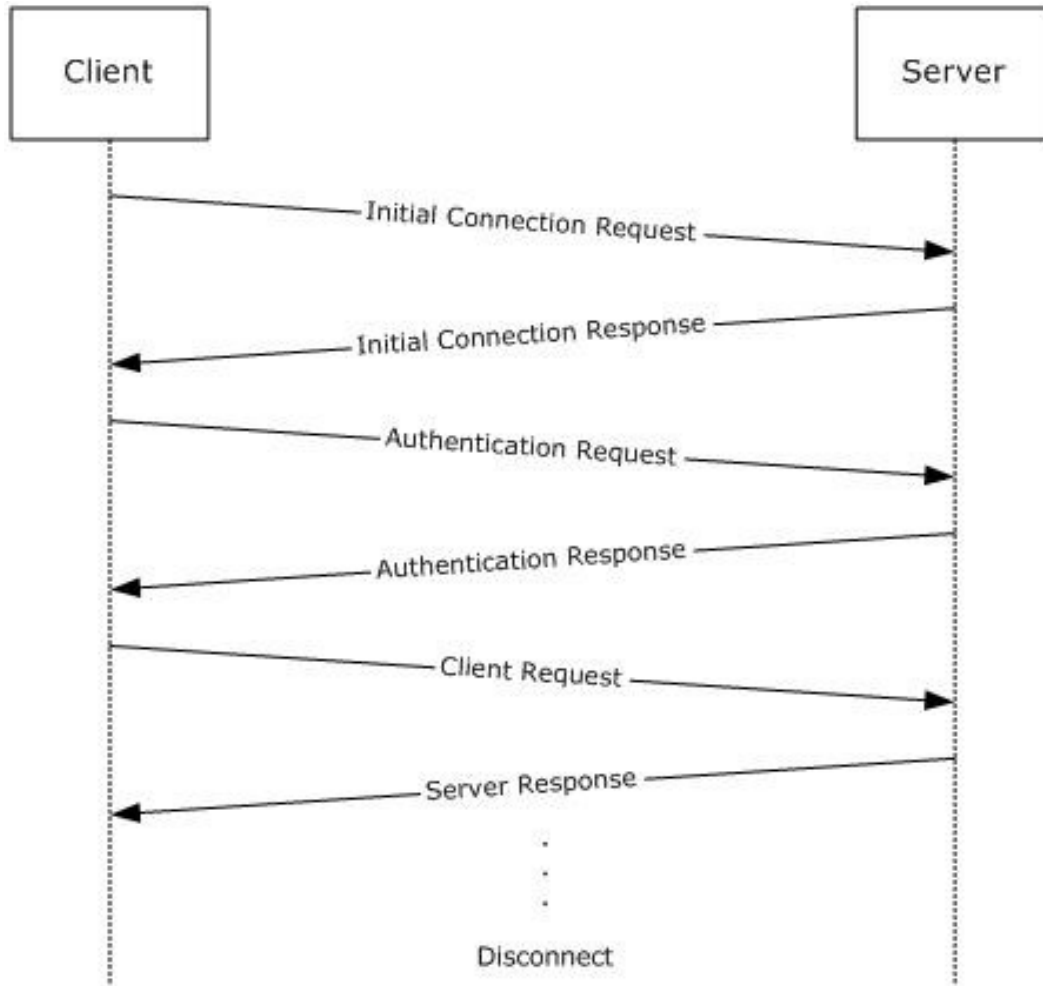 Client
Server
Initial Connection Request
Initial Connection Response
Authentication Request
Authentication Response
Client Request
Server Response
.
.
.
Disconnect